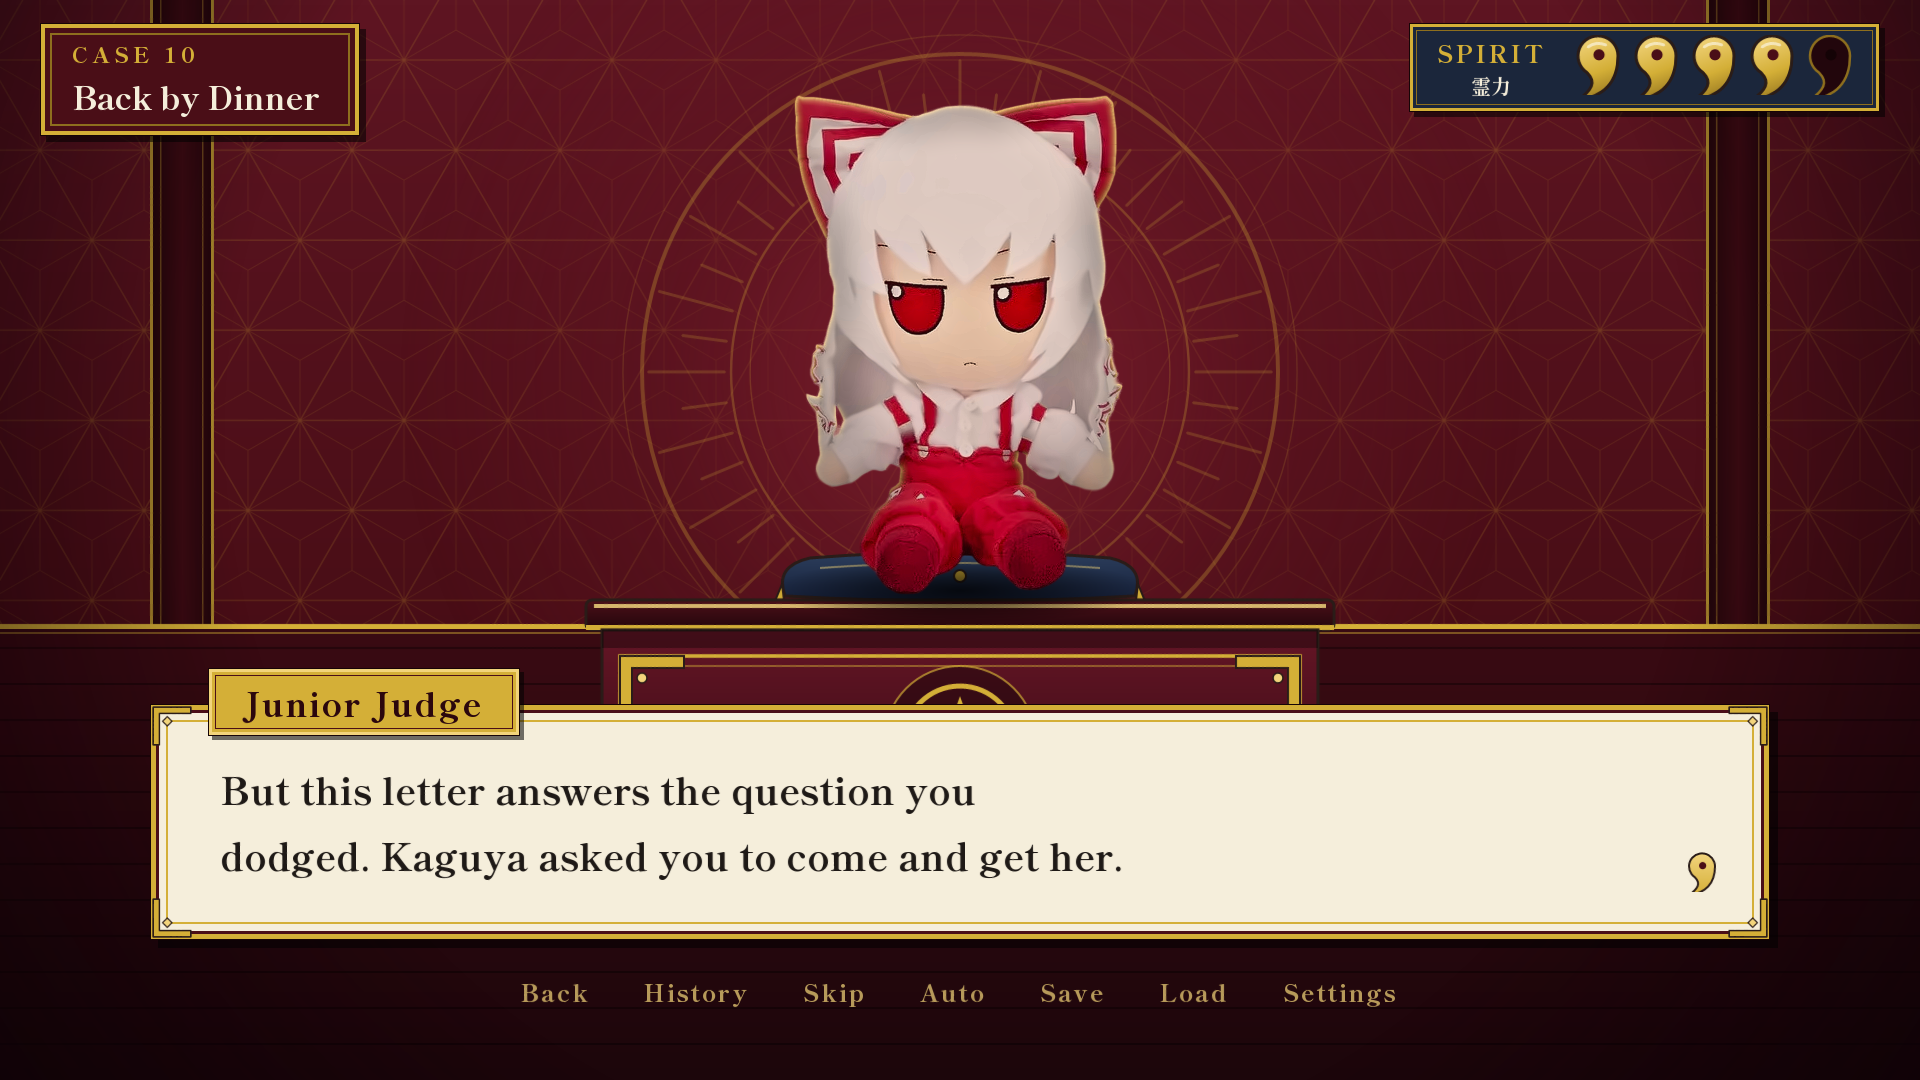 CASE 10
Back by Dinner
SPIRIT
霊力
Junior Judge
But this letter answers the question you
dodged. Kaguya asked you to come and get her.
Back History Skip Auto Save Load Settings